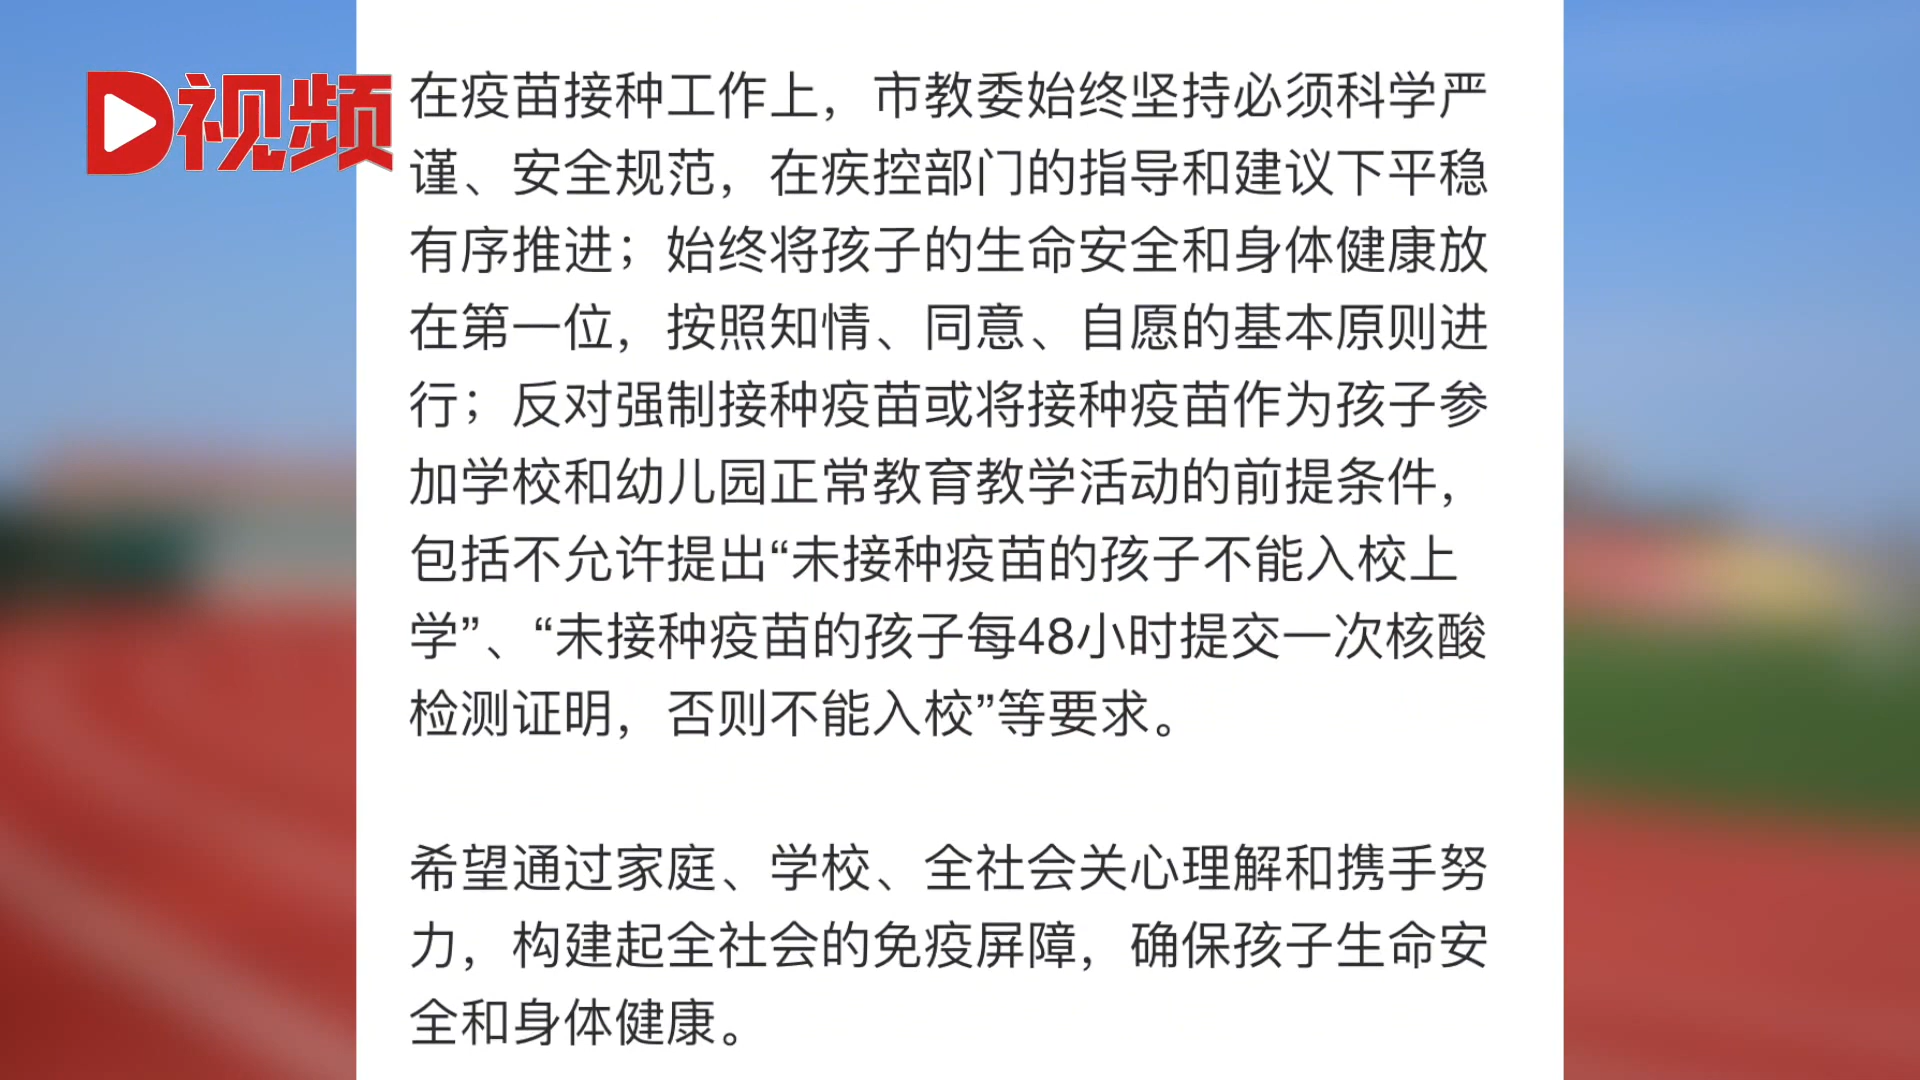 D视频
在疫苗接种工作上，市教委始终坚持必须科学严
谨、安全规范，在疾控部门的指导和建议下平稳
有序推进；始终将孩子的生命安全和身体健康放
在第一位，按照知情、同意、自愿的基本原则进
行；反对强制接种疫苗或将接种疫苗作为孩子参
加学校和幼儿园正常教育教学活动的前提条件，
包括不允许提出“未接种疫苗的孩子不能入校上
学”、“未接种疫苗的孩子每48小时提交一次核酸
检测证明，否则不能入校”等要求。
希望通过家庭、学校、全社会关心理解和携手努
力，构建起全社会的免疫屏障，确保孩子生命安
全和身体健康。